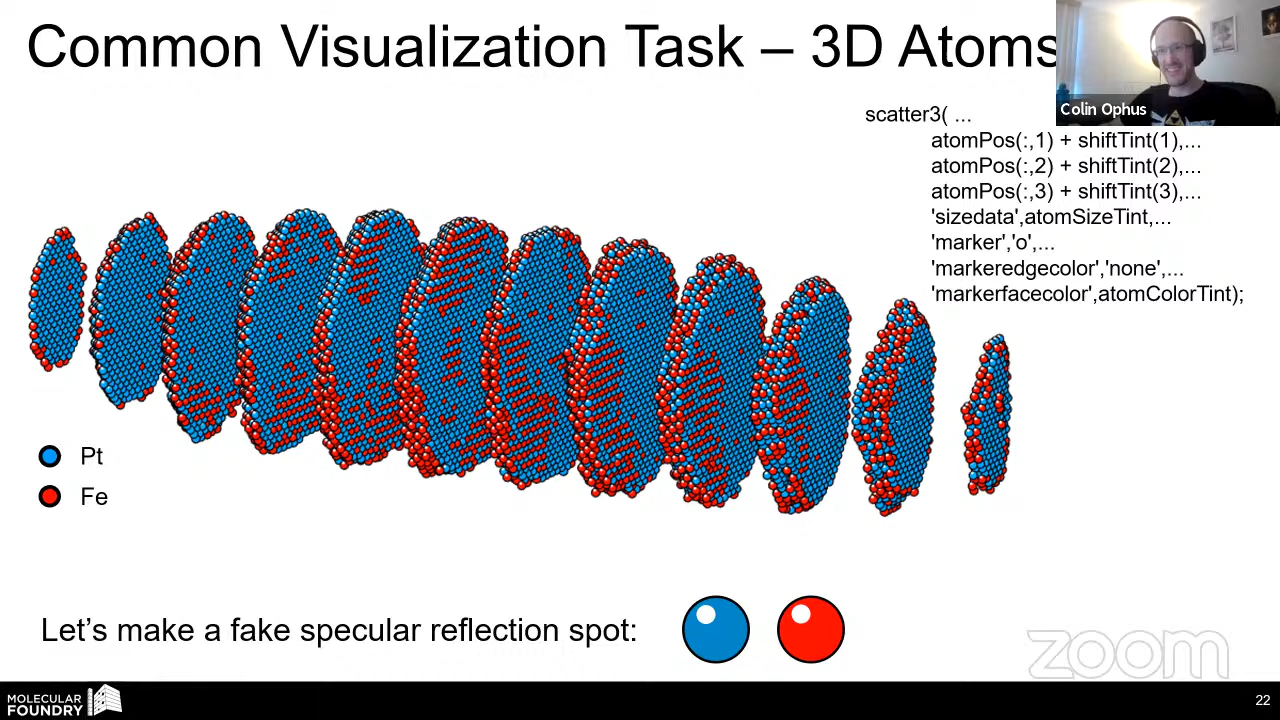 Common Visualization Task – 3D Atoms
Colin Ophus
scatter3( ...
atomPos(:,1) + shiftTint(1),...
atomPos(:,2) + shiftTint(2),...
atomPos(:,3) + shiftTint(3),...
'sizedata',atomSizeTint,...
'marker','o',...
'markeredgecolor','none',...
'markerfacecolor',atomColorTint);
Pt
Fe
Let’s make a fake specular reflection spot:
zoom
MOLECULAR
FOUNDRY
22